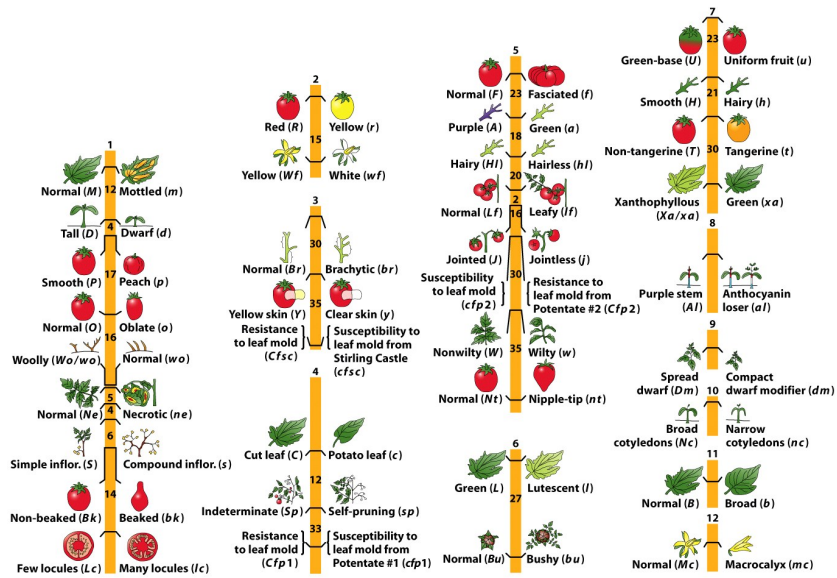 1
Normal (M) 12 Mottled (m)
Tall (D) 4 Dwarf (d)
17
Smooth (P) Peach (p)
Normal (O) Oblate (o)
16
Woolly (Wo/wo) Normal (wo)
5
Normal (Ne) 4 Necrotic (ne)
6
Simple inflor. (S) Compound inflor. (s)
14
Non-beaked (Bk) Beaked (bk)
Few locules (Lc) Many locules (lc)
2
Red (R) Yellow (r)
15
Yellow (Wf) White (wf)
3
30
Normal (Br) Brachytic (br)
35
Yellow skin (Y) Clear skin (y)
Resistance
to leaf mold
(Cfsc)
Susceptibility to
leaf mold from
Stirling Castle
(cfsc)
4
Cut leaf (C) Potato leaf (c)
12
Indeterminate (Sp) Self-pruning (sp)
33
Resistance
to leaf mold
(Cfp1)
Susceptibility to
leaf mold from
Potentate #1 (cfp1)
5
Normal (F) 23 Fasciated (f)
Purple (A) Green (a)
18
Hairy (Hl) Hairless (hl)
20
2
Normal (Lf) 16 Leafy (lf)
Jointed (J) Jointless (j)
30
Susceptibility
to leaf mold
(cfp2)
Resistance to
leaf mold from
Potentate #2 (Cfp2)
Nonwilty (W) Wilty (w)
35
Normal (Nt) Nipple-tip (nt)
6
Green (L) Lutescent (l)
27
Normal (Bu) Bushy (bu)
7
23
Green-base (U) Uniform fruit (u)
21
Smooth (H) Hairy (h)
30
Non-tangerine (T) Tangerine (t)
Xanthophyllous
(Xa/xa)
Green (xa)
8
Purple stem
(Al)
Anthocyanin
loser (al)
9
Spread
dwarf (Dm)
Compact
dwarf modifier (dm)
10
Broad
cotyledons (Nc)
Narrow
cotyledons (nc)
11
Normal (B) Broad (b)
12
Normal (Mc) Macrocalyx (mc)